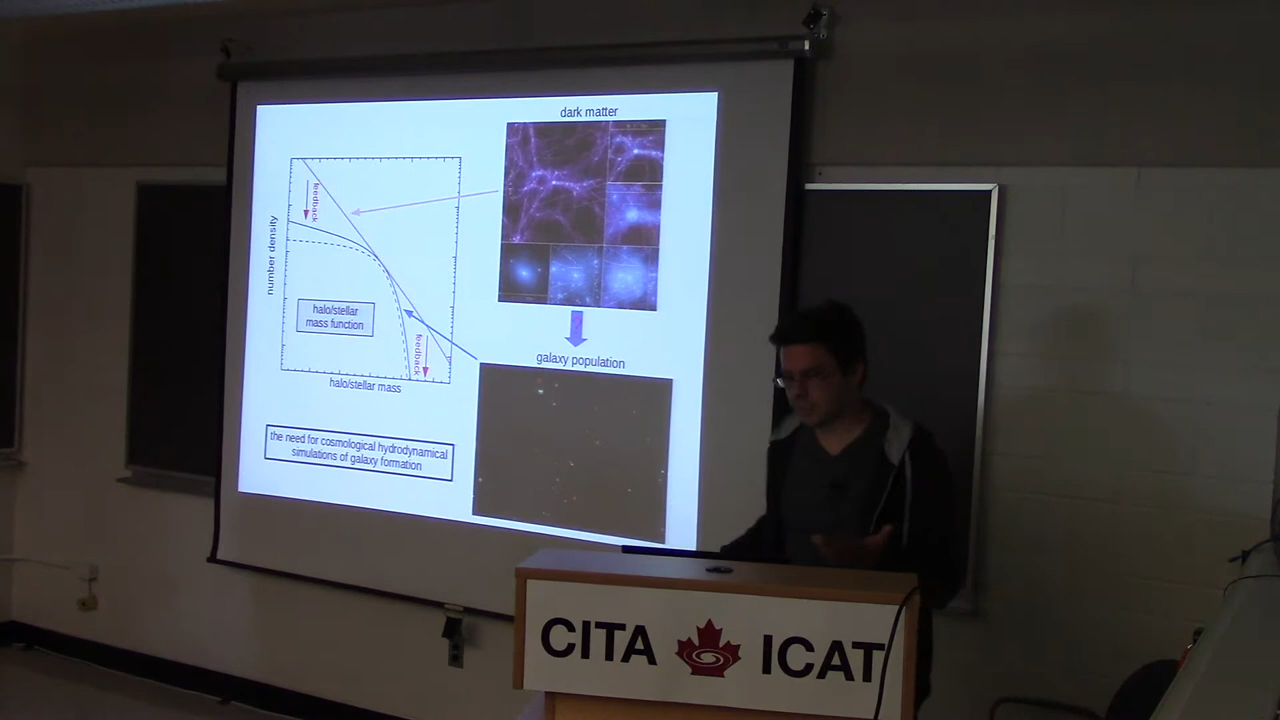 dark matter
feedback
number density
halo/stellar
mass function
feedback
halo/stellar mass
galaxy population
the need for cosmological hydrodynamical
simulations of galaxy formation
CITA ICAT